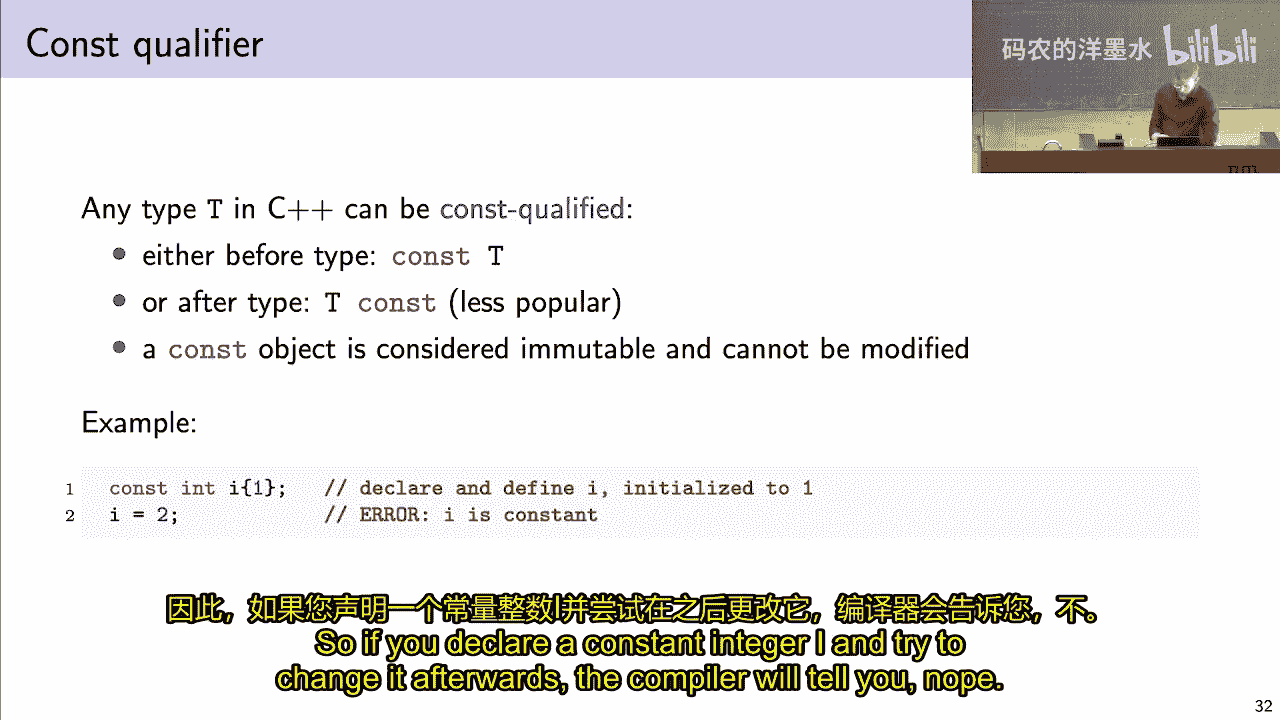 Const qualifier
码农的洋墨水 bilibili
Any type T in C++ can be const-qualified:
• either before type: const T
• or after type: T const (less popular)
• a const object is considered immutable and cannot be modified
Example:
1 const int i{1}; // declare and define i, initialized to 1
2 i = 2; // ERROR: i is constant
因此，如果您声明一个常量整数I并尝试在之后更改它，编译器会告诉您，不。
So if you declare a constant integer I and try to
change it afterwards, the compiler will tell you, nope.
32